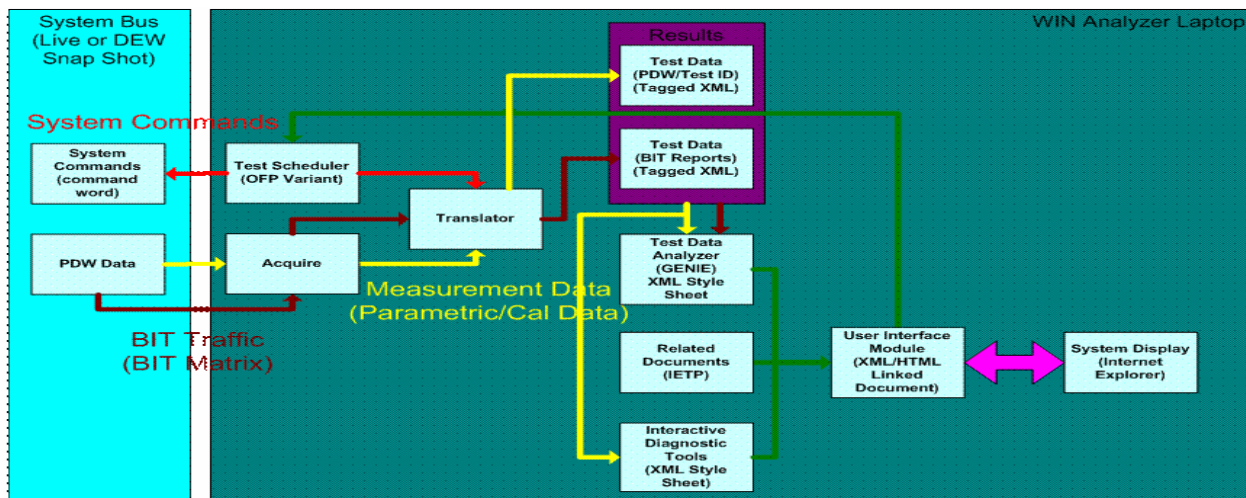 System Bus
(Live or DEW
Snap Shot)
WIN Analyzer Laptop
Results
Test Data
(PDW/Test ID)
(Tagged XML)
System Commands
System
Commands
(command
word)
Test Scheduler
(OFP Variant)
Test Data
(BIT Reports)
(Tagged XML)
Translator
PDW Data
Acquire
Test Data
Analyzer
(GENIE)
XML Style
Sheet
Measurement Data
(Parametric/Cal Data)
BIT Traffic
(BIT Matrix)
Related
Documents
(IETP)
User Interface
Module
(XML/HTML
Linked
Document)
System Display
(Internet
Explorer)
Interactive
Diagnostic
Tools
(XML Style
Sheet)